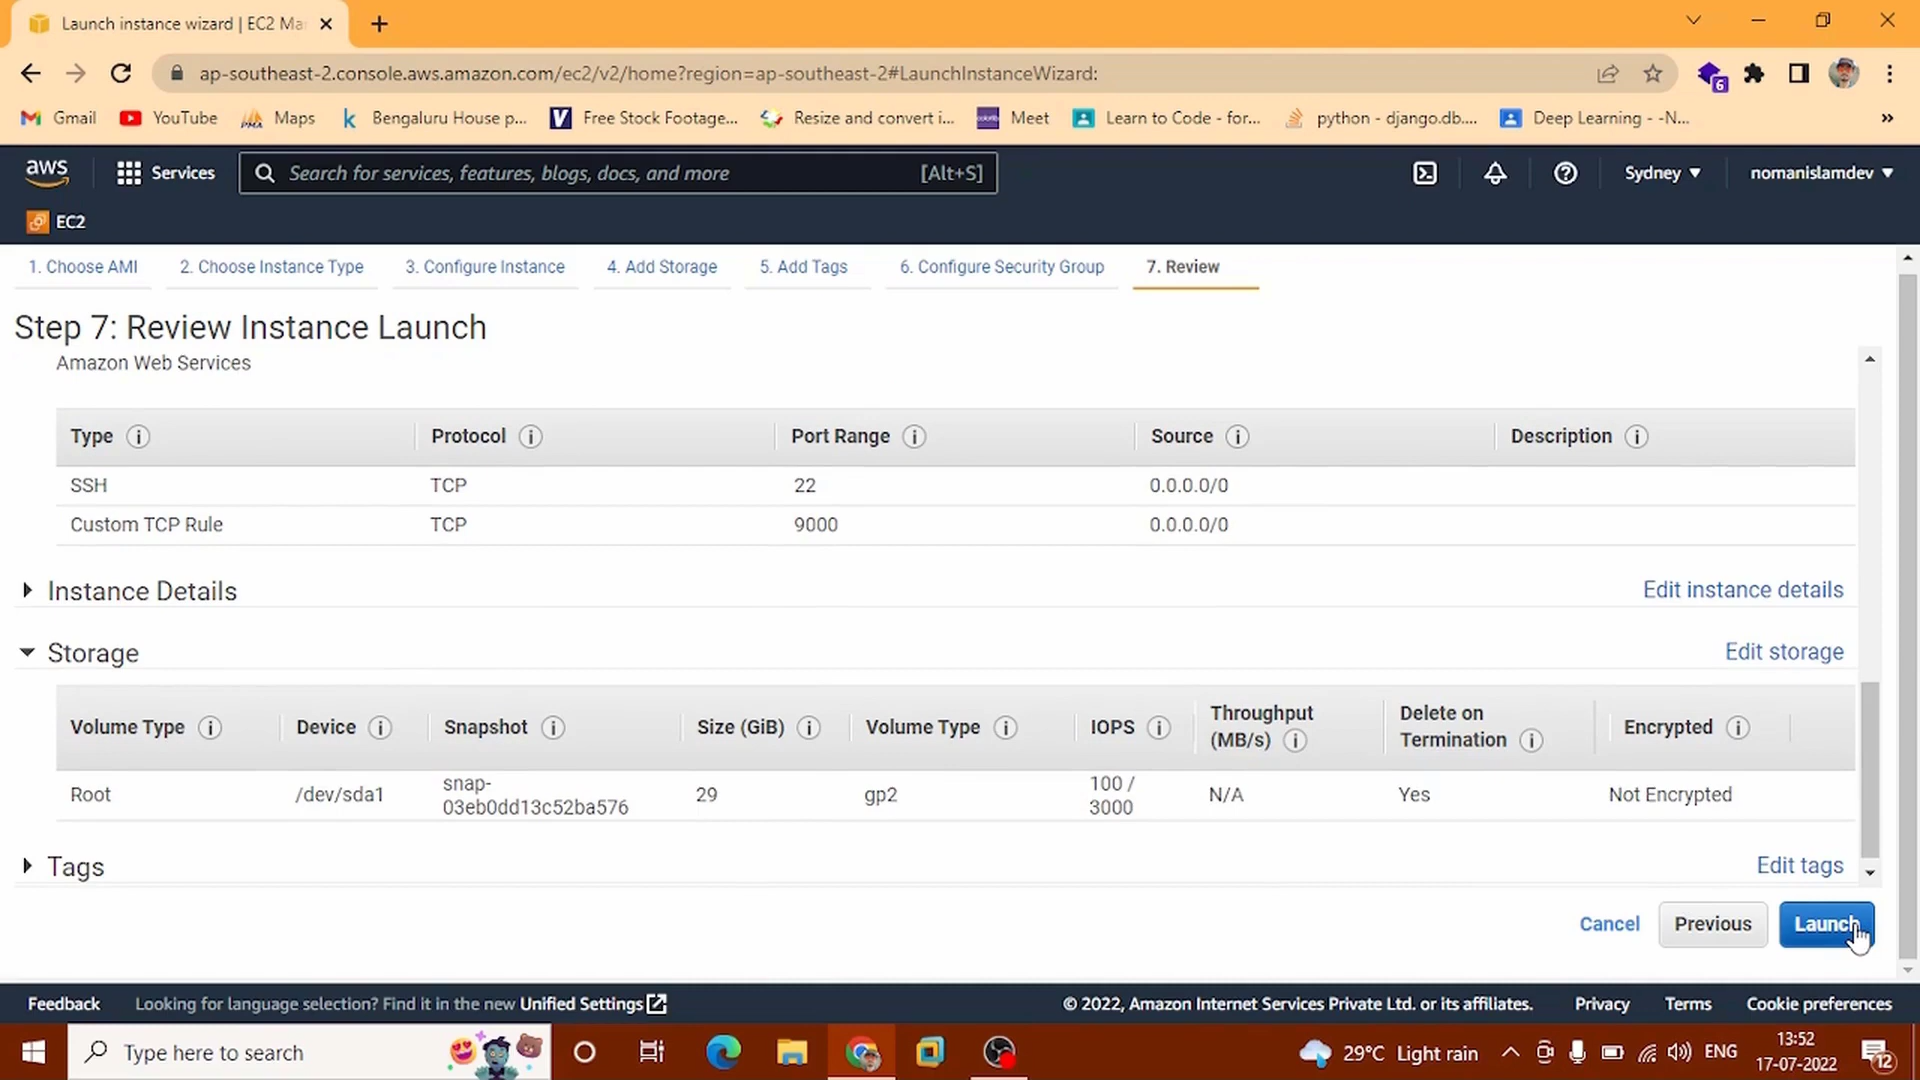 Launch instance wizard | EC2 Ma
ap-southeast-2.console.aws.amazon.com/ec2/v2/home?region=ap-southeast-2#LaunchInstanceWizard:
6
Gmail YouTube Maps Bengaluru House p... Free Stock Footage... Resize and convert i... Meet Learn to Code - for... python - django.db.... Deep Learning - -N... »
aws Services Search for services, features, blogs, docs, and more [Alt+S] Sydney nomanislamdev
EC2
1. Choose AMI 2. Choose Instance Type 3. Configure Instance 4. Add Storage 5. Add Tags 6. Configure Security Group 7. Review
Step 7: Review Instance Launch
Amazon Web Services
Type Protocol Port Range Source Description
SSH TCP 22 0.0.0.0/0
Custom TCP Rule TCP 9000 0.0.0.0/0
Instance Details Edit instance details
Storage Edit storage
Volume Type Device Snapshot Size (GiB) Volume Type IOPS Throughput (MB/s) Delete on Termination Encrypted
Root /dev/sda1 snap-03eb0dd13c52ba576 29 gp2 100 / 3000 N/A Yes Not Encrypted
Tags Edit tags
Cancel Previous Launch
Feedback Looking for language selection? Find it in the new Unified Settings © 2022, Amazon Internet Services Private Ltd. or its affiliates. Privacy Terms Cookie preferences
Type here to search 29°C Light rain ENG 13:52
17-07-2022 12